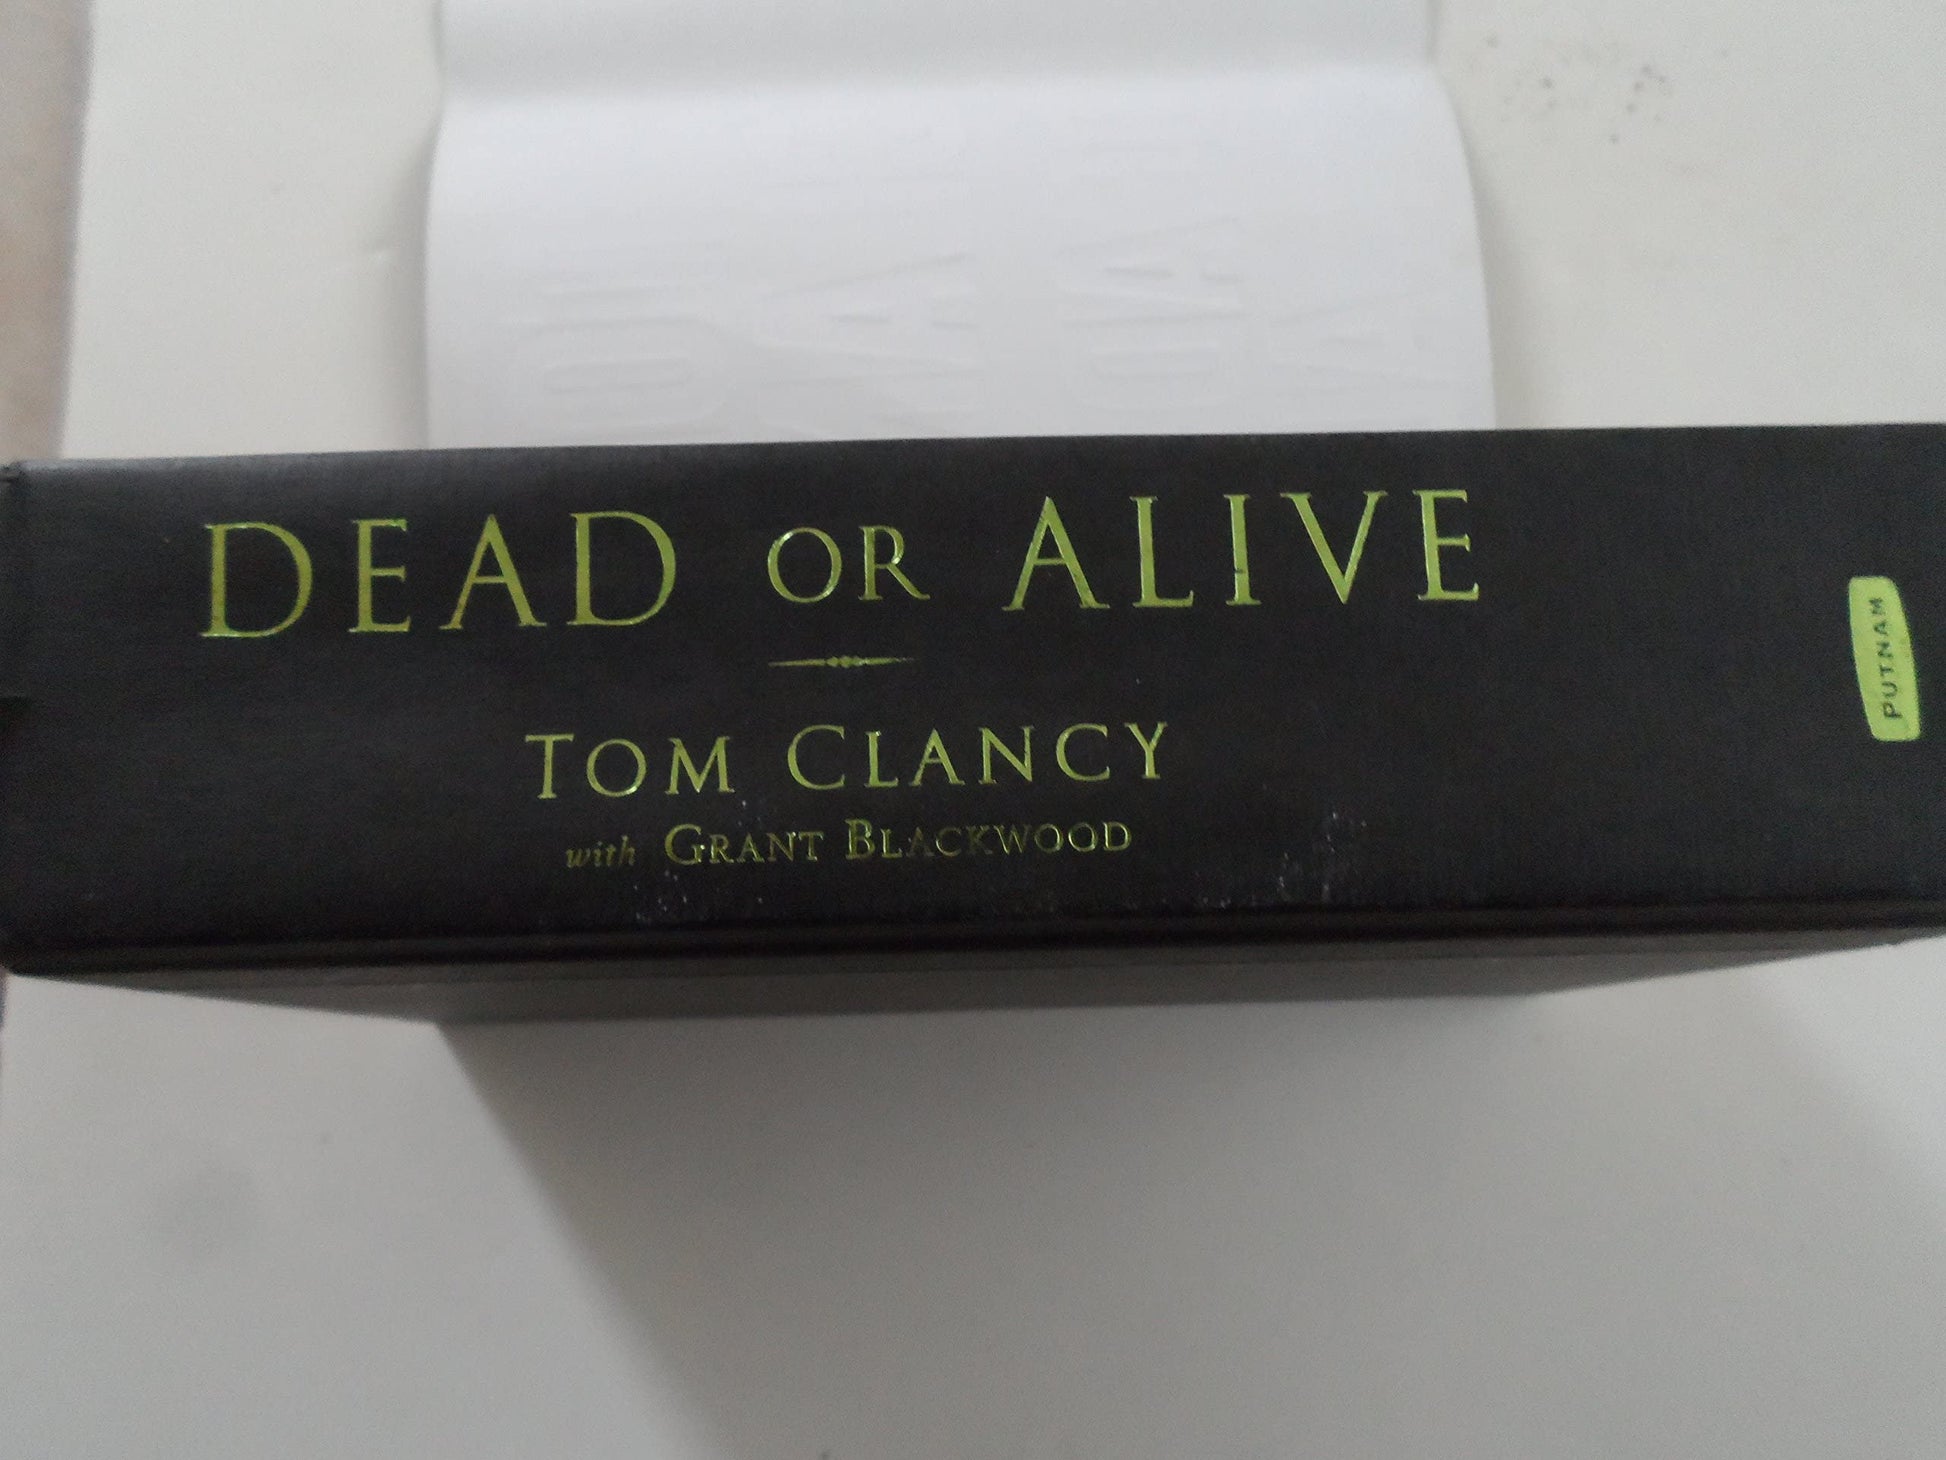 DEAD OR ALIVE
TOM CLANCY
with GRANT BLACKWOOD
PUTNAM